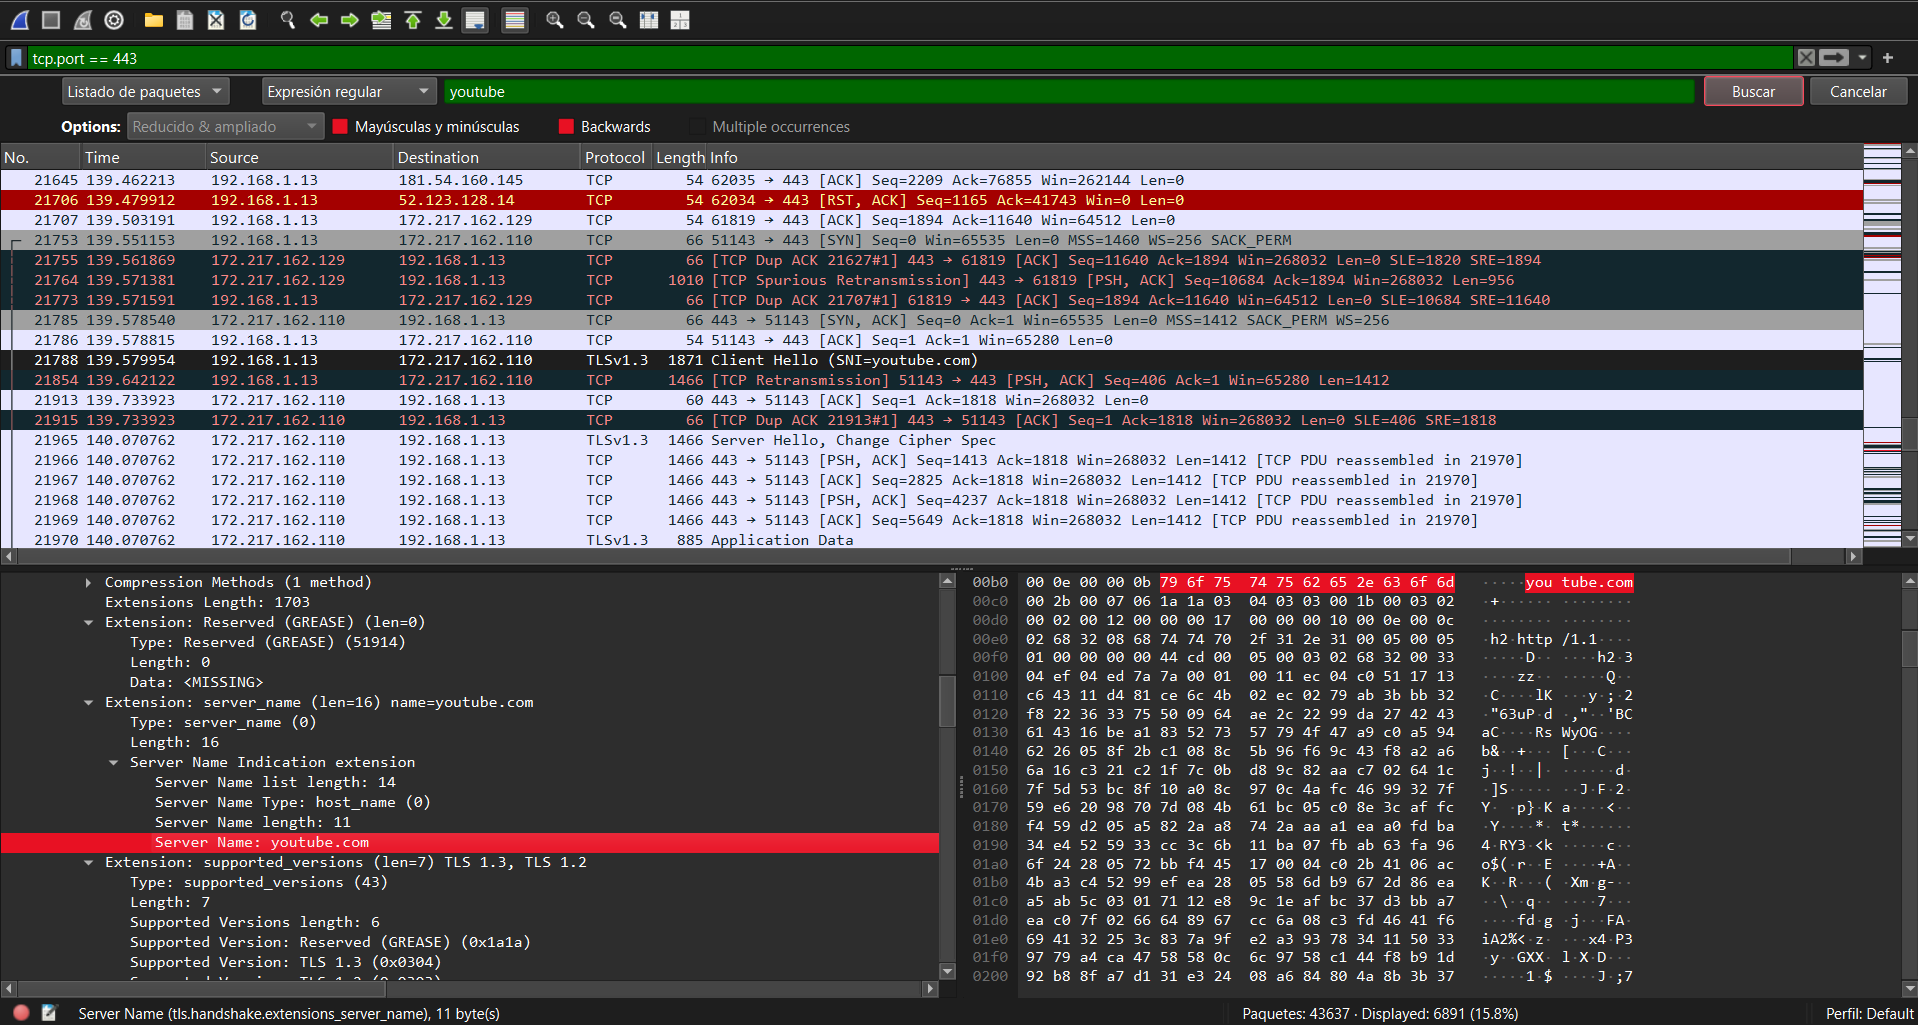 tcp.port == 443
Listado de paquetes Expresión regular youtube Buscar Cancelar
Options: Reducido & ampliado Mayúsculas y minúsculas Backwards Multiple occurrences
No. Time Source Destination Protocol Length Info
21645 139.462213 192.168.1.13 181.54.160.145 TCP 54 62035 → 443 [ACK] Seq=2209 Ack=76855 Win=262144 Len=0
21706 139.479912 192.168.1.13 52.123.128.14 TCP 54 62034 → 443 [RST, ACK] Seq=1165 Ack=41743 Win=0 Len=0
21707 139.503191 192.168.1.13 172.217.162.129 TCP 54 61819 → 443 [ACK] Seq=1894 Ack=11640 Win=64512 Len=0
21753 139.551153 192.168.1.13 172.217.162.110 TCP 66 51143 → 443 [SYN] Seq=0 Win=65535 Len=0 MSS=1460 WS=256 SACK_PERM
21755 139.561869 172.217.162.129 192.168.1.13 TCP 66 [TCP Dup ACK 21627#1] 443 → 61819 [ACK] Seq=11640 Ack=1894 Win=268032 Len=0 SLE=1820 SRE=1894
21764 139.571381 172.217.162.129 192.168.1.13 TCP 1010 [TCP Spurious Retransmission] 443 → 61819 [PSH, ACK] Seq=10684 Ack=1894 Win=268032 Len=956
21773 139.571591 192.168.1.13 172.217.162.129 TCP 66 [TCP Dup ACK 21707#1] 61819 → 443 [ACK] Seq=1894 Ack=11640 Win=64512 Len=0 SLE=10684 SRE=11640
21785 139.578540 172.217.162.110 192.168.1.13 TCP 66 443 → 51143 [SYN, ACK] Seq=0 Ack=1 Win=65535 Len=0 MSS=1412 SACK_PERM WS=256
21786 139.578815 192.168.1.13 172.217.162.110 TCP 54 51143 → 443 [ACK] Seq=1 Ack=1 Win=65280 Len=0
21788 139.579954 192.168.1.13 172.217.162.110 TLSv1.3 1871 Client Hello (SNI=youtube.com)
21854 139.642122 192.168.1.13 172.217.162.110 TCP 1466 [TCP Retransmission] 51143 → 443 [PSH, ACK] Seq=406 Ack=1 Win=65280 Len=1412
21913 139.733923 172.217.162.110 192.168.1.13 TCP 60 443 → 51143 [ACK] Seq=1 Ack=1818 Win=268032 Len=0
21915 139.733923 172.217.162.110 192.168.1.13 TCP 66 [TCP Dup ACK 21913#1] 443 → 51143 [ACK] Seq=1 Ack=1818 Win=268032 Len=0 SLE=406 SRE=1818
21965 140.070762 172.217.162.110 192.168.1.13 TLSv1.3 1466 Server Hello, Change Cipher Spec
21966 140.070762 172.217.162.110 192.168.1.13 TCP 1466 443 → 51143 [PSH, ACK] Seq=1413 Ack=1818 Win=268032 Len=1412 [TCP PDU reassembled in 21970]
21967 140.070762 172.217.162.110 192.168.1.13 TCP 1466 443 → 51143 [ACK] Seq=2825 Ack=1818 Win=268032 Len=1412 [TCP PDU reassembled in 21970]
21968 140.070762 172.217.162.110 192.168.1.13 TCP 1466 443 → 51143 [PSH, ACK] Seq=4237 Ack=1818 Win=268032 Len=1412 [TCP PDU reassembled in 21970]
21969 140.070762 172.217.162.110 192.168.1.13 TCP 1466 443 → 51143 [ACK] Seq=5649 Ack=1818 Win=268032 Len=1412 [TCP PDU reassembled in 21970]
21970 140.070762 172.217.162.110 192.168.1.13 TLSv1.3 885 Application Data
Compression Methods (1 method)
Extensions Length: 1703
Extension: Reserved (GREASE) (len=0)
Type: Reserved (GREASE) (51914)
Length: 0
Data: <MISSING>
Extension: server_name (len=16) name=youtube.com
Type: server_name (0)
Length: 16
Server Name Indication extension
Server Name list length: 14
Server Name Type: host_name (0)
Server Name length: 11
Server Name: youtube.com
Extension: supported_versions (len=7) TLS 1.3, TLS 1.2
Type: supported_versions (43)
Length: 7
Supported Versions length: 6
Supported Version: Reserved (GREASE) (0x1a1a)
Supported Version: TLS 1.3 (0x0304)
00b0 00 0e 00 00 0b 79 6f 75 74 75 62 65 2e 63 6f 6d ·····you tube.com
00c0 00 2b 00 07 06 1a 1a 03 04 03 03 00 1b 00 03 02 ·+······ ········
00d0 00 02 00 12 00 00 00 17 00 00 00 10 00 0e 00 0c ········ ········
00e0 02 68 32 08 68 74 74 70 2f 31 2e 31 00 05 00 05 ·h2·http /1.1····
00f0 01 00 00 00 00 44 cd 00 05 00 03 02 68 32 00 33 ·····D·· ····h2·3
0100 04 ef 04 ed 7a 7a 00 01 00 11 ec 04 c0 51 17 13 ····zz·· ·····Q··
0110 c6 43 11 d4 81 ce 6c 4b 02 ec 02 79 ab 3b bb 32 ·C····lK ···y·;·2
0120 f8 22 36 33 75 50 09 64 ae 2c 22 99 da 27 42 43 ·"63uP·d ·,"··'BC
0130 61 43 16 be a1 83 52 73 57 79 4f 47 a9 c0 a5 94 aC····Rs WyOG····
0140 62 26 05 8f 2b c1 08 8c 5b 96 f6 9c 43 f8 a2 a6 b&··+··· [···C···
0150 6a 16 c3 21 c2 1f 7c 0b d8 9c 82 aa c7 02 64 1c j··!··|· ······d·
0160 7f 5d 53 bc 8f 10 a0 8c 97 0c 4a fc 46 99 32 7f ·]S····· ··J·F·2·
0170 59 e6 20 98 70 7d 08 4b 61 bc 05 c0 8e 3c af fc Y· ·p}·K a····<··
0180 f4 59 d2 05 a5 82 2a a8 74 2a aa a1 ea a0 fd ba ·Y····*· t*······
0190 34 e4 52 59 33 cc 3c 6b 11 ba 07 fb ab 63 fa 96 4·RY3·<k ·····c··
01a0 6f 24 28 05 72 bb f4 45 17 00 04 c0 2b 41 06 ac o$(·r··E ····+A··
01b0 4b a3 c4 52 99 ef ea 28 05 58 6d b9 67 2d 86 ea K··R···( ·Xm·g-··
01c0 a5 ab 5c 03 01 71 12 e8 9c 1e af bc 37 d3 bb a7 ··\··q·· ····7···
01d0 ea c0 7f 02 66 64 89 67 cc 6a 08 c3 fd 46 41 f6 ····fd·g ·j···FA·
01e0 69 41 32 25 3c 83 7a 9f e2 a3 93 78 34 11 50 33 iA2%<·z· ···x4·P3
01f0 97 79 a4 ca 47 58 58 0c 6c 97 58 c1 44 f8 b9 1d ·y··GXX· l·X·D···
0200 92 b8 8f a7 d1 31 e3 24 08 a6 84 80 4a 8b 3b 37 ·····1·$ ····J·;7
Server Name (tls.handshake.extensions_server_name), 11 byte(s)
Paquetes: 43637 · Displayed: 6891 (15.8%)
Perfil: Default